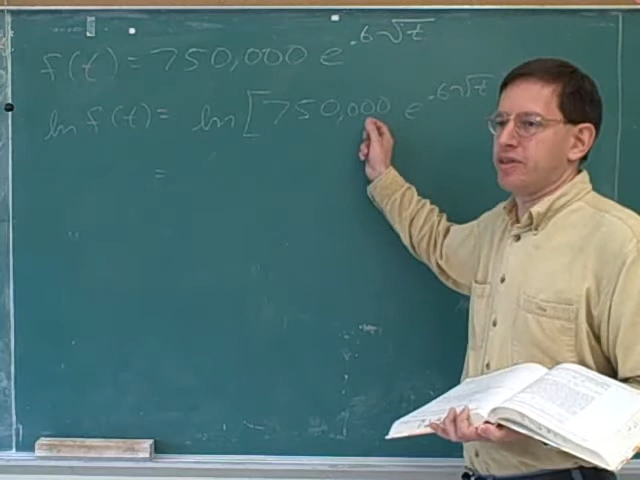 f(t) = 750,000 e^.6√t
ln f(t) = ln [750,000 e^.6√t
=